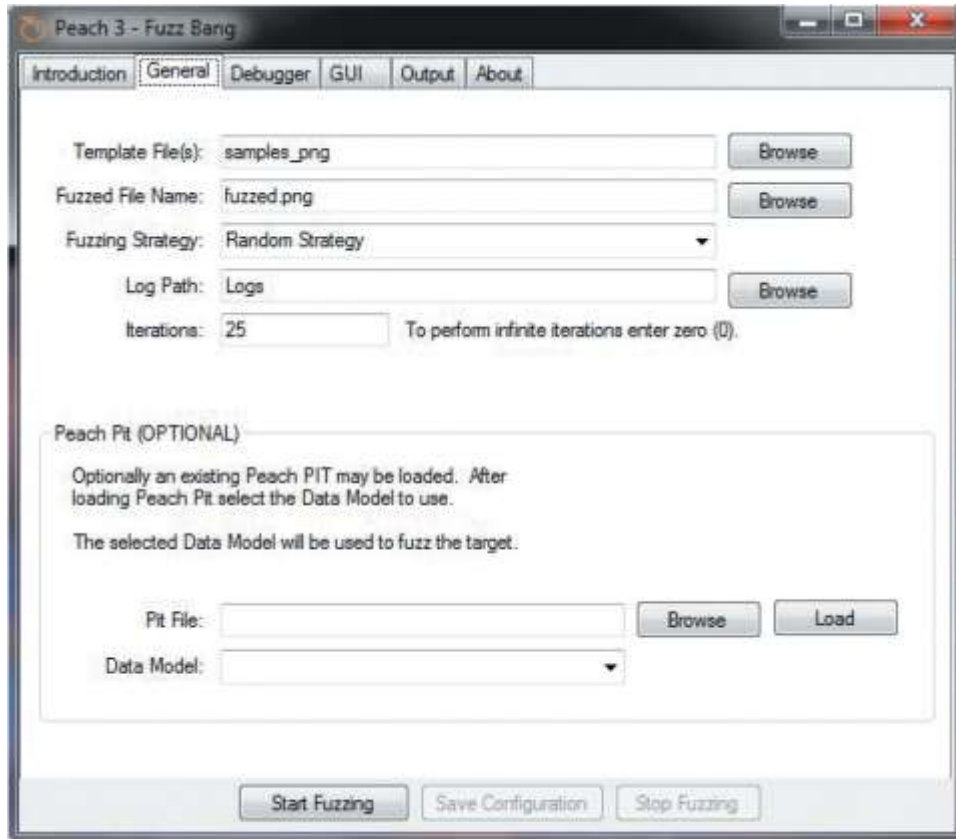 Peach 3 - Fuzz Bang
Introduction General Debugger GUI Output About
Template File(s): samples_png Browse
Fuzzed File Name: fuzzed.png Browse
Fuzzing Strategy: Random Strategy
Log Path: Logs Browse
Iterations: 25 To perform infinite iterations enter zero (0).
Peach Pit (OPTIONAL)
Optionally an existing Peach PIT may be loaded. After
loading Peach Pit select the Data Model to use.
The selected Data Model will be used to fuzz the target.
Pit File: Browse Load
Data Model:
Start Fuzzing Save Configuration Stop Fuzzing